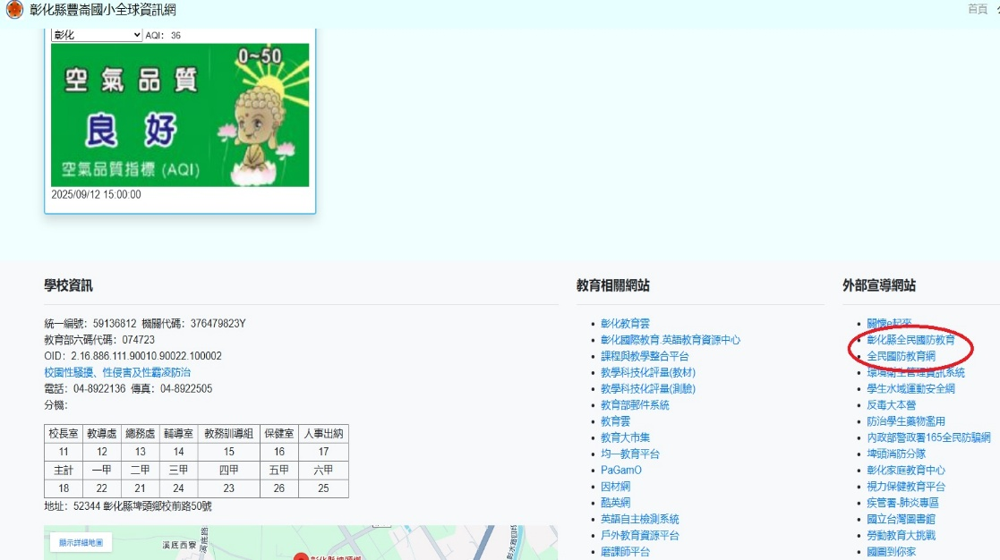 彰化縣豐崙國小全球資訊網
首頁
彰化 AQI： 36
0~50
空氣品質
良好
空氣品質指標 (AQI)
2025/09/12 15:00:00
學校資訊
統一編號：59136812 機關代碼：376479823Y
教育部六碼代碼：074723
OID：2.16.886.111.90010.90022.100002
校園性騷擾、性侵害及性霸凌防治
電話：04-8922136 傳真：04-8922505
分機：
校長室 教導處 總務處 輔導室 教務訓導組 保健室 人事出納
11 12 13 14 15 16 17
主計 一甲 二甲 三甲 四甲 五甲 六甲
18 22 21 24 23 26 25
地址：52344 彰化縣埤頭鄉校前路50號
顯示詳細地圖
溪底西寮
溪底路
彰化縣埤頭鄉
教育相關網站
彰化教育雲
彰化國際教育.英語教育資源中心
課程與教學整合平台
教學科技化評量(教材)
教學科技化評量(測驗)
教育部郵件系統
教育雲
教育大市集
均一教育平台
PaGamO
因材網
酷英網
英語自主檢測系統
戶外教育資源平台
磨課師平台
外部宣導網站
關懷e起來
彰化縣全民國防教育
全民國防教育網
環境衛生管理資訊系統
學生水域運動安全網
反毒大本營
防治學生藥物濫用
內政部警政署165全民防騙網
埤頭消防分隊
彰化家庭教育中心
視力保健教育平台
疾管署-肺炎專區
國立台灣圖書館
勞動教育大挑戰
國圖到你家